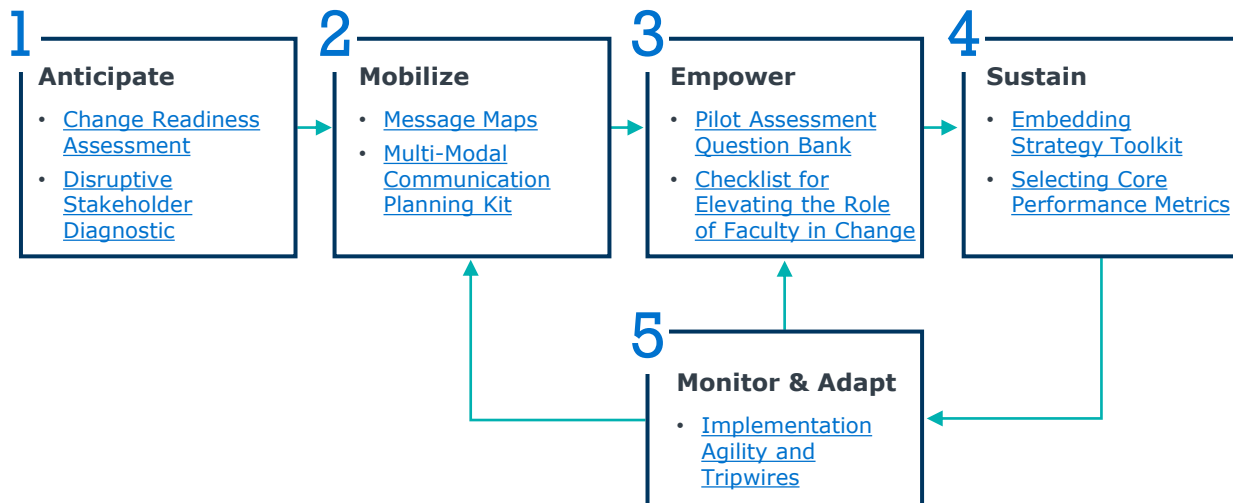 1
Anticipate
• Change Readiness
Assessment
• Disruptive
Stakeholder
Diagnostic
2
Mobilize
• Message Maps
• Multi-Modal
Communication
Planning Kit
3
Empower
• Pilot Assessment
Question Bank
• Checklist for
Elevating the Role
of Faculty in Change
4
Sustain
• Embedding
Strategy Toolkit
• Selecting Core
Performance Metrics
5
Monitor & Adapt
• Implementation
Agility and
Tripwires